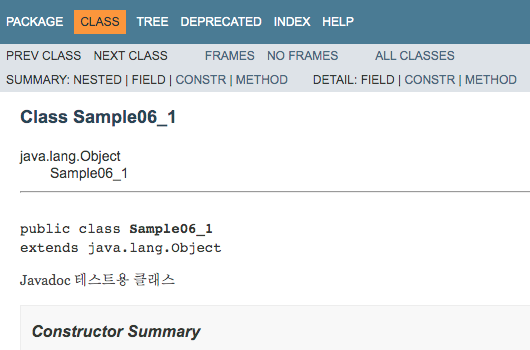 PACKAGE CLASS TREE DEPRECATED INDEX HELP
PREV CLASS NEXT CLASS FRAMES NO FRAMES ALL CLASSES
SUMMARY: NESTED | FIELD | CONSTR | METHOD DETAIL: FIELD | CONSTR | METHOD
Class Sample06_1
java.lang.Object
Sample06_1
public class Sample06_1
extends java.lang.Object
Javadoc 테스트용 클래스
Constructor Summary